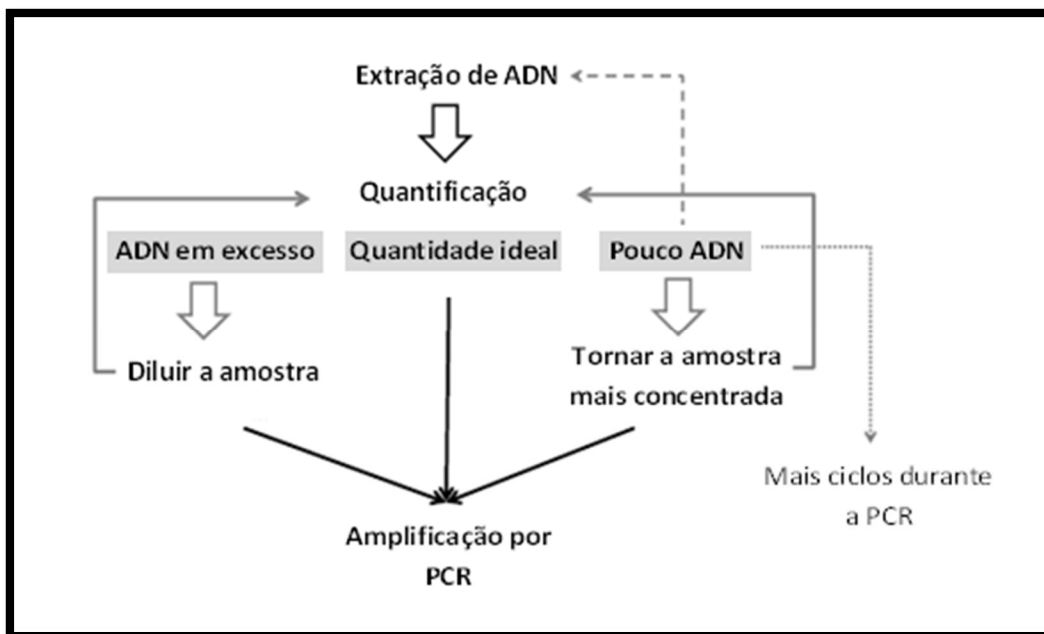 Extração de ADN
Quantificação
ADN em excesso
Quantidade ideal
Pouco ADN
Diluir a amostra
Tornar a amostra
mais concentrada
Mais ciclos durante
a PCR
Amplificação por
PCR